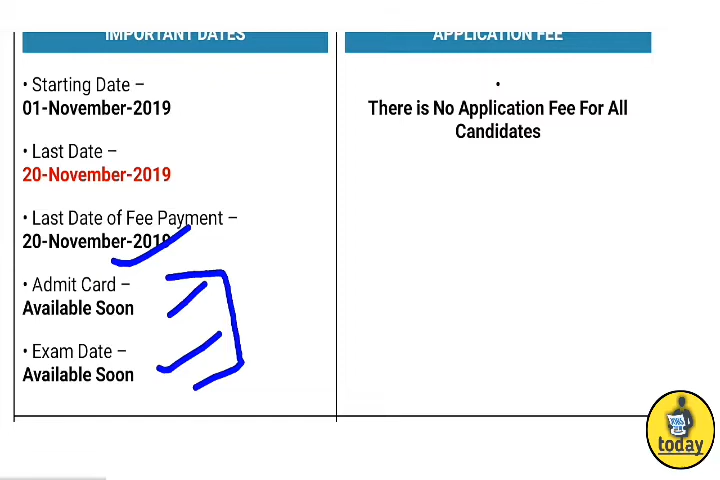 IMPORTANT DATES
APPLICATION FEE
• Starting Date –
01-November-2019
• Last Date –
20-November-2019
• Last Date of Fee Payment –
20-November-2019
• Admit Card –
Available Soon
• Exam Date –
Available Soon
•
There is No Application Fee For All
Candidates
JOBS
today